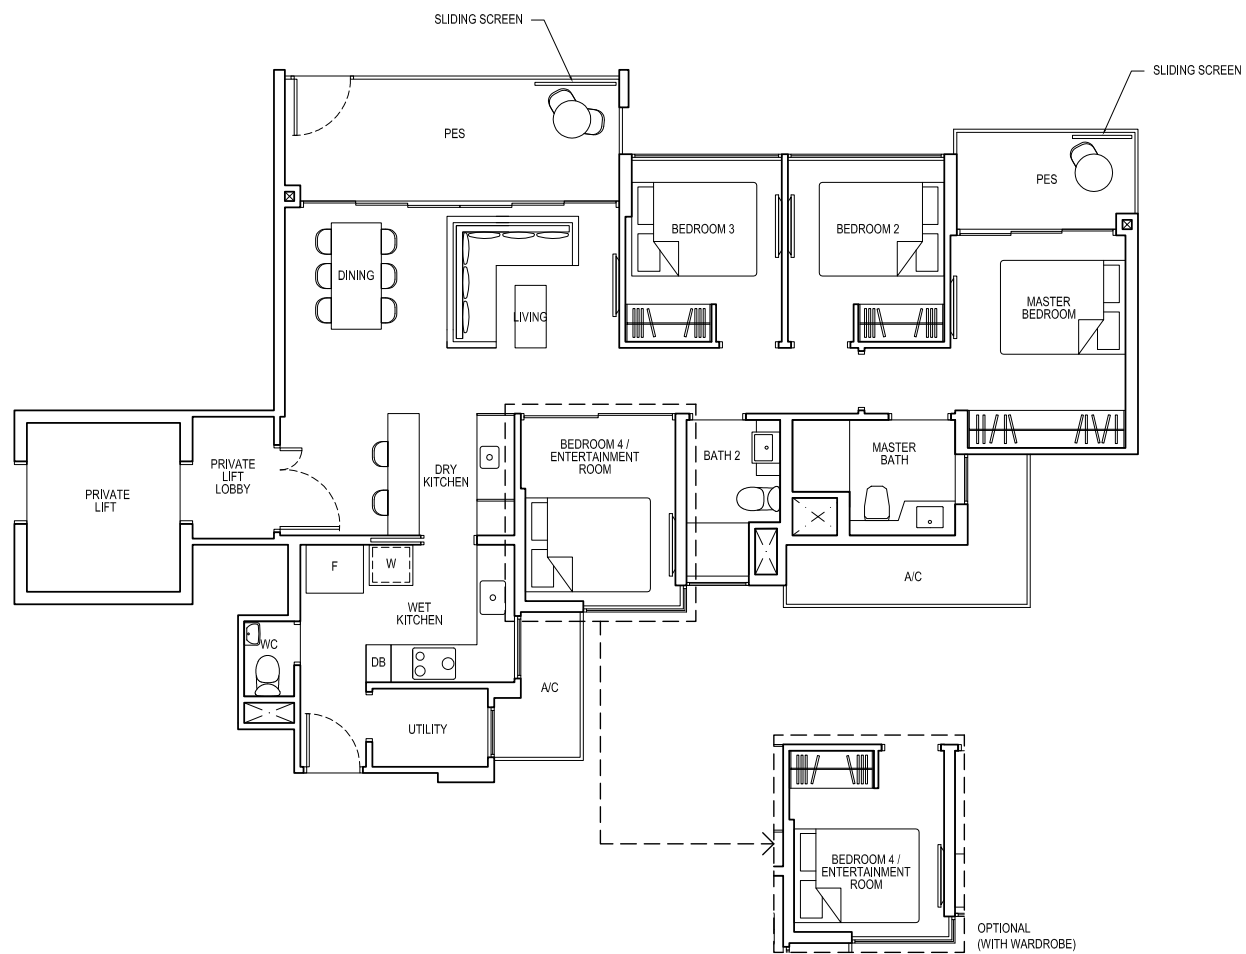 SLIDING SCREEN
SLIDING SCREEN
PES
PES
BEDROOM 3
BEDROOM 2
DINING
LIVING
MASTER
BEDROOM
PRIVATE
LIFT
PRIVATE
LIFT
LOBBY
DRY
KITCHEN
BEDROOM 4 /
ENTERTAINMENT
ROOM
BATH 2
MASTER
BATH
F
W
WET
KITCHEN
A/C
WC
DB
A/C
UTILITY
BEDROOM 4 /
ENTERTAINMENT
ROOM
OPTIONAL
(WITH WARDROBE)